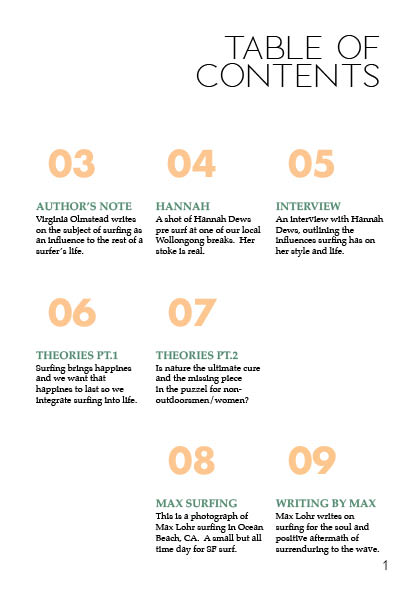 TABLE OF
CONTENTS
03
AUTHOR'S NOTE
Virginia Olmstead writes
on the subject of surfing as
an influence to the rest of a
surfer's life.
04
HANNAH
A shot of Hannah Dews
pre surf at one of our local
Wollongong breaks.  Her
stoke is real.
05
INTERVIEW
An interview with Hannah
Dews, outlining the
influences surfing has on
her style and life.
06
THEORIES PT.1
Surfing brings happines
and we want that
happines to last so we
integrate surfing into life.
07
THEORIES PT.2
Is nature the ultimate cure
and the missing piece
in the puzzel for non-
outdoorsmen/women?
08
MAX SURFING
This is a photograph of
Max Lohr surfing in Ocean
Beach, CA.  A small but all
time day for SF surf.
09
WRITING BY MAX
Max Lohr writes on
surfing for the soul and
positive aftermath of
surrenduring to the wave.
1